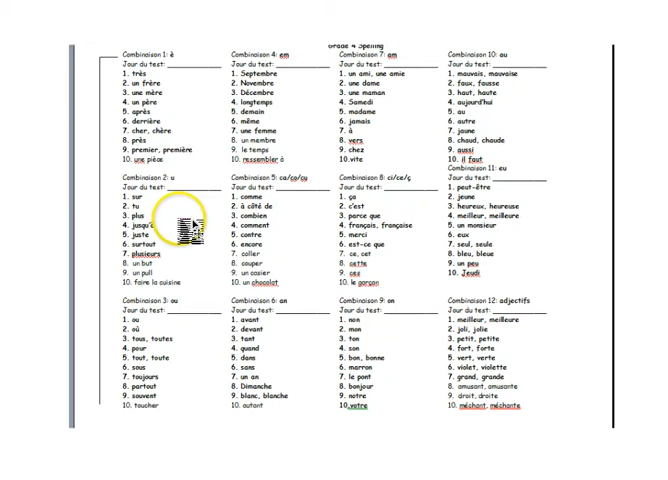 Grade 4 Spelling
Combinaison 1: è
Jour du test:
1. très
2. un frère
3. une mère
4. un père
5. après
6. derrière
7. cher, chère
8. près
9. premier, première
10. une pièce
Combinaison 2: u
Jour du test:
1. sur
2. tu
3. plus
4. jusqu'à
5. juste
6. surtout
7. plusieurs
8. un but
9. un pull
10. faire la cuisine
Combinaison 3: ou
Jour du test:
1. ou
2. où
3. tous, toutes
4. pour
5. tout, toute
6. sous
7. toujours
8. partout
9. souvent
10. toucher
Combinaison 4: em
Jour du test:
1. Septembre
2. Novembre
3. Décembre
4. longtemps
5. demain
6. même
7. une femme
8. un membre
9. le temps
10. ressembler à
Combinaison 5: ca/co/cu
Jour du test:
1. comme
2. à côté de
3. combien
4. comment
5. contre
6. encore
7. coller
8. couper
9. un casier
10. un chocolat
Combinaison 6: an
Jour du test:
1. avant
2. devant
3. tant
4. quand
5. dans
6. sans
7. un an
8. Dimanche
9. blanc, blanche
10. autant
Combinaison 7: am
Jour du test:
1. un ami, une amie
2. une dame
3. une maman
4. Samedi
5. madame
6. jamais
7. à
8. vers
9. chez
10. vite
Combinaison 8: ci/ce/ç
Jour du test:
1. ça
2. c'est
3. parce que
4. français, française
5. merci
6. est-ce que
7. ce, cet
8. cette
9. ces
10. le garçon
Combinaison 9: on
Jour du test:
1. non
2. mon
3. ton
4. son
5. bon, bonne
6. marron
7. le pont
8. bonjour
9. notre
10. votre
Combinaison 10: au
Jour du test:
1. mauvais, mauvaise
2. faux, fausse
3. haut, haute
4. aujourd'hui
5. au
6. autre
7. jaune
8. chaud, chaude
9. aussi
10. il faut
Combinaison 11: eu
Jour du test:
1. peut-être
2. jeune
3. heureux, heureuse
4. meilleur, meilleure
5. un monsieur
6. eux
7. seul, seule
8. bleu, bleue
9. un peu
10. Jeudi
Combinaison 12: adjectifs
Jour du test:
1. meilleur, meilleure
2. joli, jolie
3. petit, petite
4. fort, forte
5. vert, verte
6. violet, violette
7. grand, grande
8. amusant, amusante
9. droit, droite
10. méchant, méchante